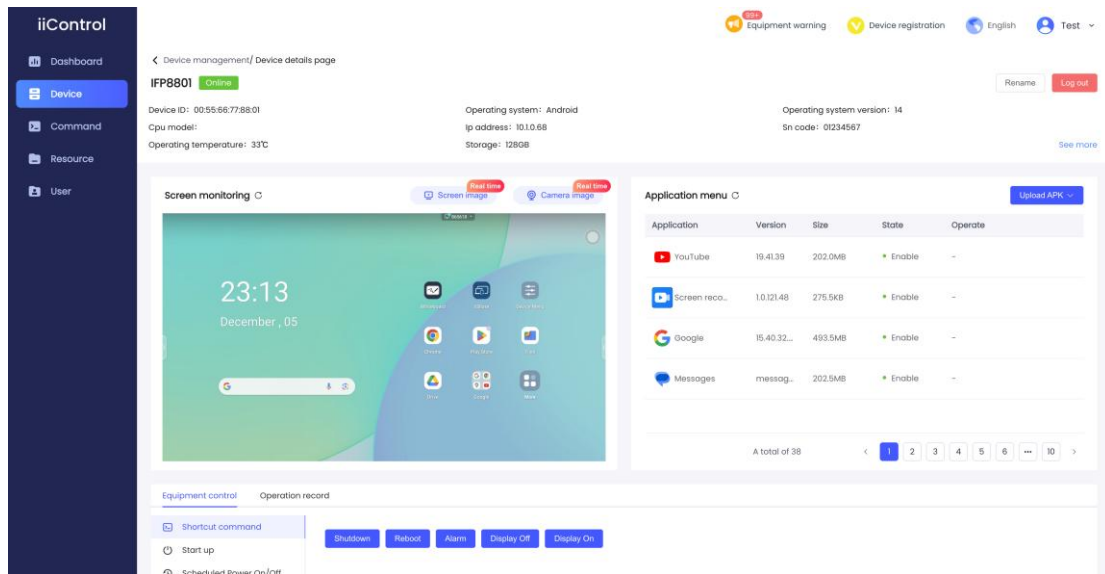 iiControl
99+
Equipment warning
Device registration
English
Test
Dashboard
Device
Command
Resource
User
Device management/ Device details page
IFP8801 Online
Rename
Log out
Device ID: 00:55:66:77:88:01
Operating system: Android
Operating system version: 14
Cpu model:
Ip address: 10.1.0.68
Sn code: 01234567
Operating temperature: 33℃
Storage: 128GB
See more
Screen monitoring
Real time
Screen image
Real time
Camera image
23:13
December , 05
Application menu
Upload APK
Application Version Size State Operate
YouTube 19.41.39 202.0MB Enable -
Screen reco... 1.0.121.48 275.5KB Enable -
Google 15.40.32.... 493.5MB Enable -
Messages messag... 202.5MB Enable -
A total of 38
< 1 2 3 4 5 6 ••• 10 >
Equipment control
Operation record
Shortcut command
Start up
Scheduled Power On/Off
Shutdown
Reboot
Alarm
Display Off
Display On